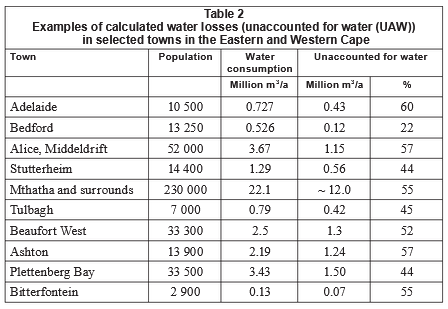 Table 2
Examples of calculated water losses (unaccounted for water (UAW))
in selected towns in the Eastern and Western Cape
Town Population Water consumption Unaccounted for water
Million m³/a Million m³/a %
Adelaide 10 500 0.727 0.43 60
Bedford 13 250 0.526 0.12 22
Alice, Middeldrift 52 000 3.67 1.15 57
Stutterheim 14 400 1.29 0.56 44
Mthatha and surrounds 230 000 22.1 ~ 12.0 55
Tulbagh 7 000 0.79 0.42 45
Beaufort West 33 300 2.5 1.3 52
Ashton 13 900 2.19 1.24 57
Plettenberg Bay 33 500 3.43 1.50 44
Bitterfontein 2 900 0.13 0.07 55